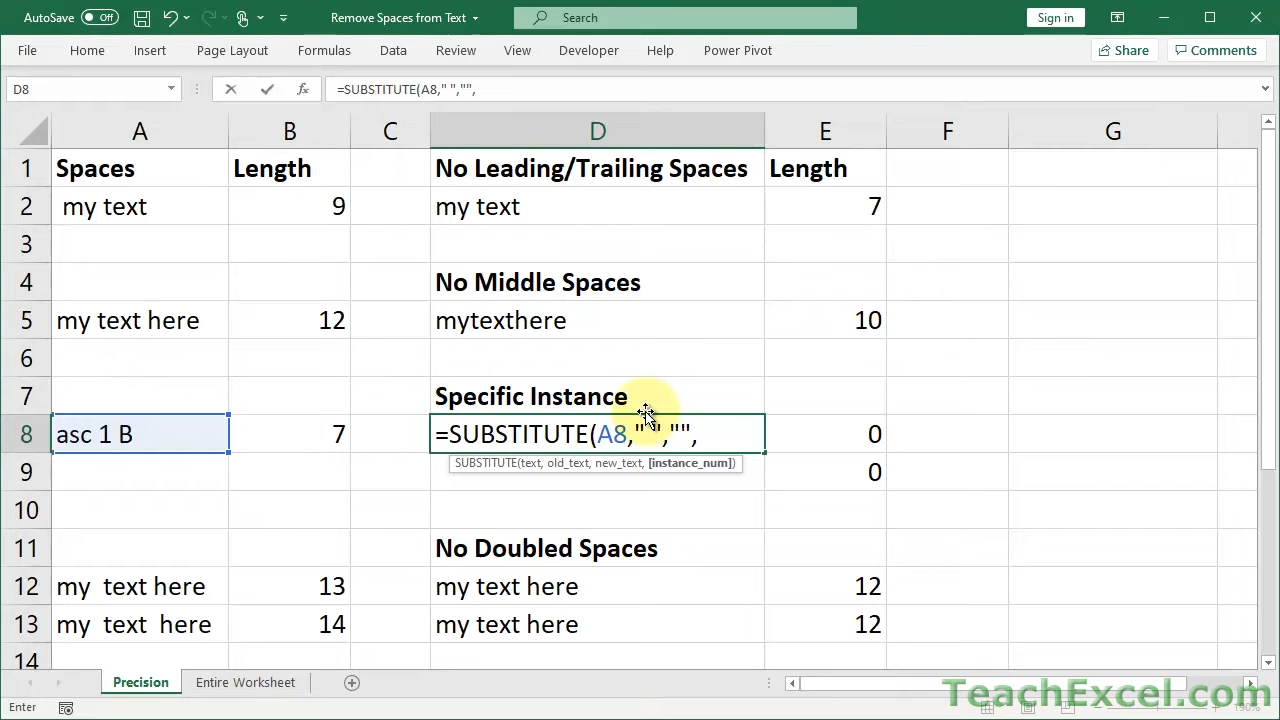 AutoSave Off Remove Spaces from Text Search Sign in
File Home Insert Page Layout Formulas Data Review View Developer Help Power Pivot Share Comments
D8 fx =SUBSTITUTE(A8," ","",
A B C D E F G
1 Spaces Length No Leading/Trailing Spaces Length
2 my text 9 my text 7
3
4 No Middle Spaces
5 my text here 12 mytexthere 10
6
7 Specific Instance
8 asc 1 B 7 =SUBSTITUTE(A8," ","", 0
SUBSTITUTE(text, old_text, new_text, [instance_num])
9 0
10
11 No Doubled Spaces
12 my  text here 13 my text here 12
13 my  text  here 14 my text here 12
14
Precision Entire Worksheet
TeachExcel.com
Enter 190%